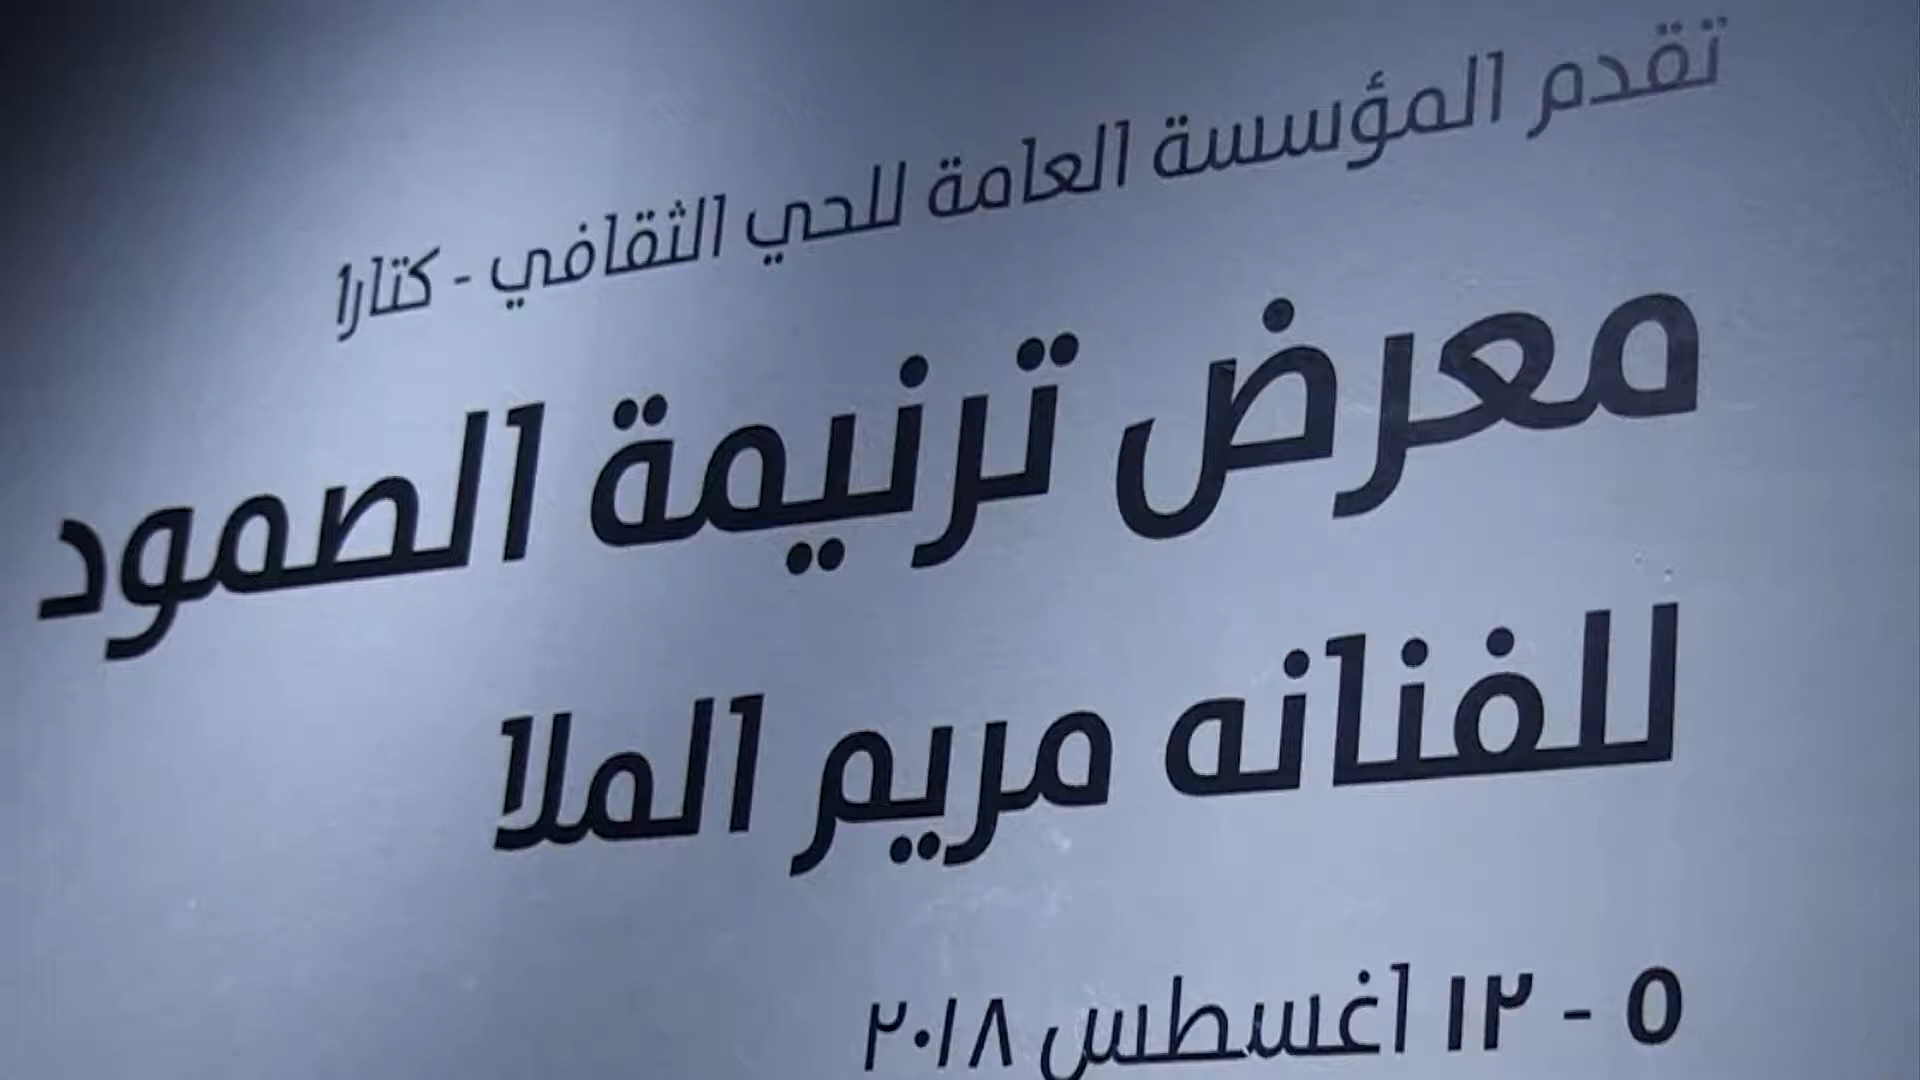 تقدم المؤسسة العامة للحي الثقافي - كتارا
معرض ترنيمة الصمود
للفنانه مريم الملا
٥ - ١٢ اغسطس ٢٠١٨